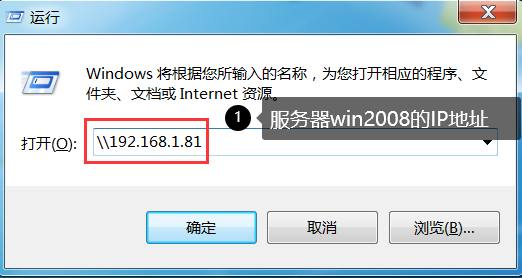 运行
Windows 将根据您所输入的名称，为您打开相应的程序、文
件夹、文档或 Internet 资源。
1 服务器win2008的IP地址
打开(O): \\192.168.1.81
确定 取消 浏览(B)...